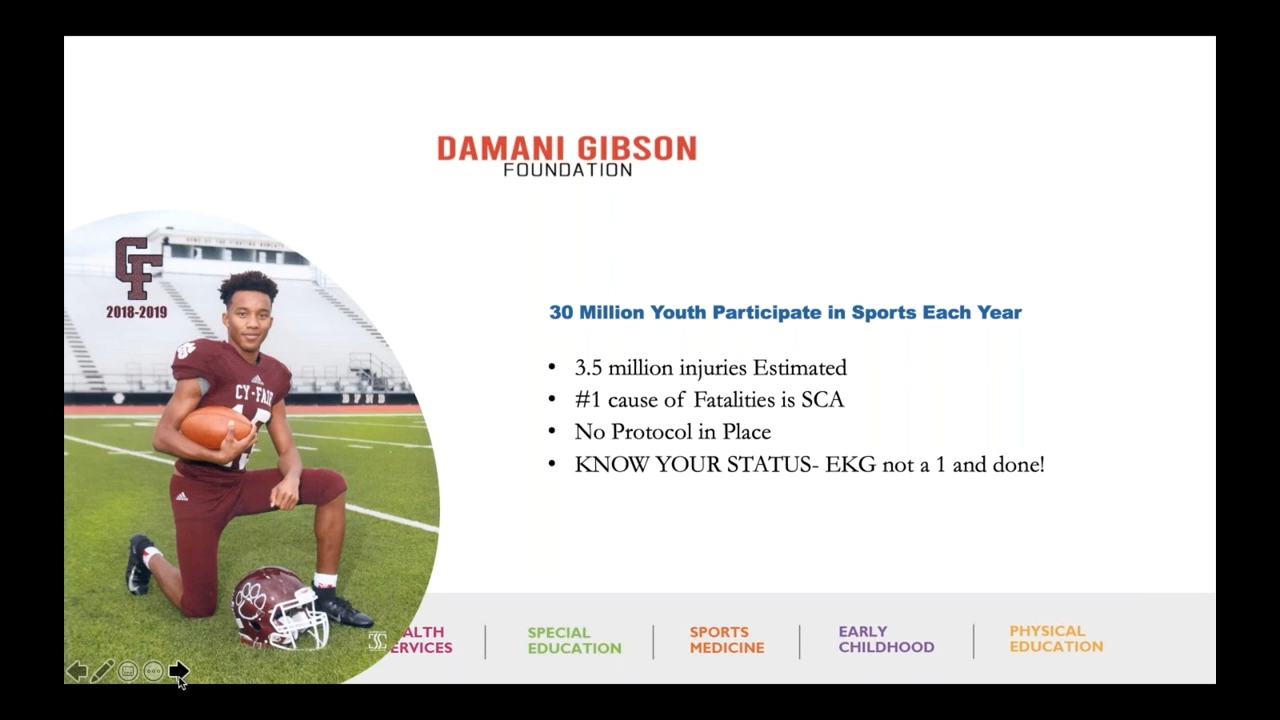 DAMANI GIBSON
FOUNDATION
CF
2018-2019
CY-FAIR
30 Million Youth Participate in Sports Each Year
• 3.5 million injuries Estimated
• #1 cause of Fatalities is SCA
• No Protocol in Place
• KNOW YOUR STATUS- EKG not a 1 and done!
ALTH
ERVICES
SPECIAL
EDUCATION
SPORTS
MEDICINE
EARLY
CHILDHOOD
PHYSICAL
EDUCATION